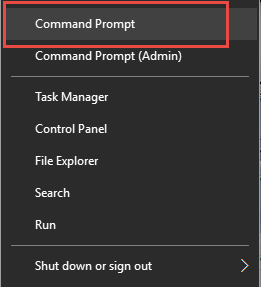 Command Prompt
Command Prompt (Admin)
Task Manager
Control Panel
File Explorer
Search
Run
Shut down or sign out